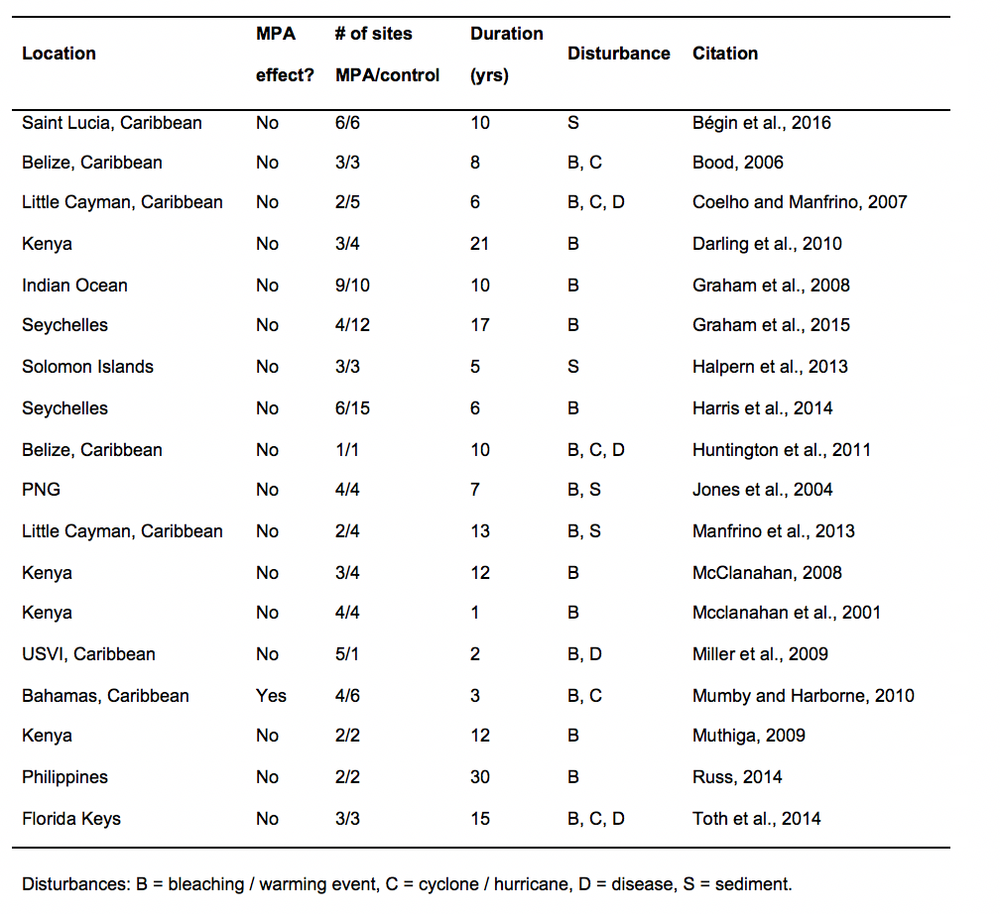 Location MPA effect? # of sites MPA/control Duration (yrs) Disturbance Citation
Saint Lucia, Caribbean No 6/6 10 S Bégin et al., 2016
Belize, Caribbean No 3/3 8 B, C Bood, 2006
Little Cayman, Caribbean No 2/5 6 B, C, D Coelho and Manfrino, 2007
Kenya No 3/4 21 B Darling et al., 2010
Indian Ocean No 9/10 10 B Graham et al., 2008
Seychelles No 4/12 17 B Graham et al., 2015
Solomon Islands No 3/3 5 S Halpern et al., 2013
Seychelles No 6/15 6 B Harris et al., 2014
Belize, Caribbean No 1/1 10 B, C, D Huntington et al., 2011
PNG No 4/4 7 B, S Jones et al., 2004
Little Cayman, Caribbean No 2/4 13 B, S Manfrino et al., 2013
Kenya No 3/4 12 B McClanahan, 2008
Kenya No 4/4 1 B Mcclanahan et al., 2001
USVI, Caribbean No 5/1 2 B, D Miller et al., 2009
Bahamas, Caribbean Yes 4/6 3 B, C Mumby and Harborne, 2010
Kenya No 2/2 12 B Muthiga, 2009
Philippines No 2/2 30 B Russ, 2014
Florida Keys No 3/3 15 B, C, D Toth et al., 2014
Disturbances: B = bleaching / warming event, C = cyclone / hurricane, D = disease, S = sediment.